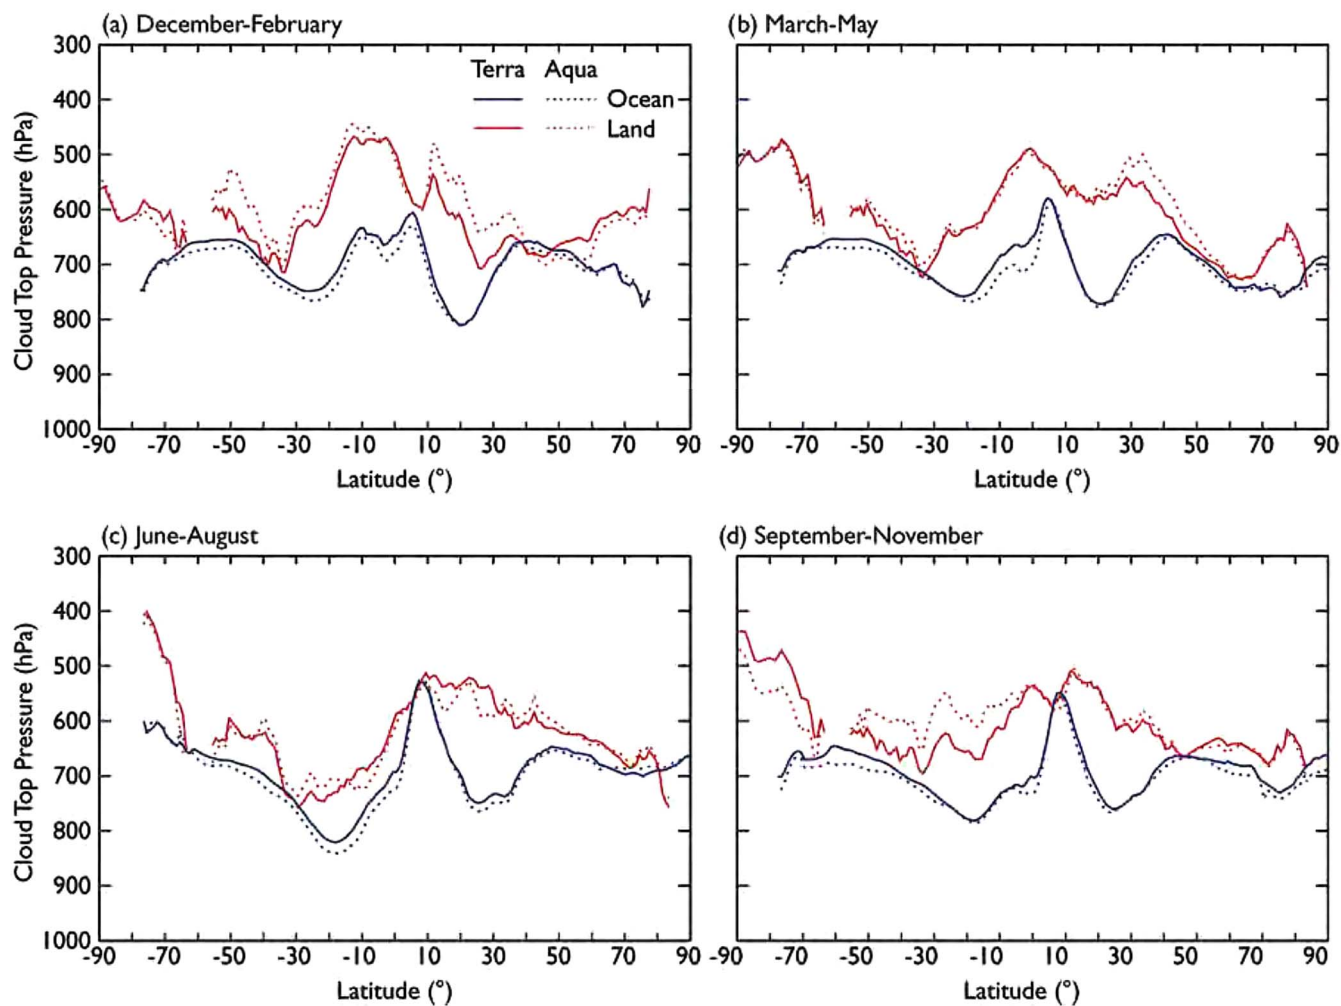 (a) December-February
300
400
500
600
700
800
900
1000
Cloud Top Pressure (hPa)
Terra Aqua
Ocean
Land
-90 -70 -50 -30 -10 10 30 50 70 90
Latitude (°)
(b) March-May
-90 -70 -50 -30 -10 10 30 50 70 90
Latitude (°)
(c) June-August
300
400
500
600
700
800
900
1000
Cloud Top Pressure (hPa)
-90 -70 -50 -30 -10 10 30 50 70 90
Latitude (°)
(d) September-November
-90 -70 -50 -30 -10 10 30 50 70 90
Latitude (°)